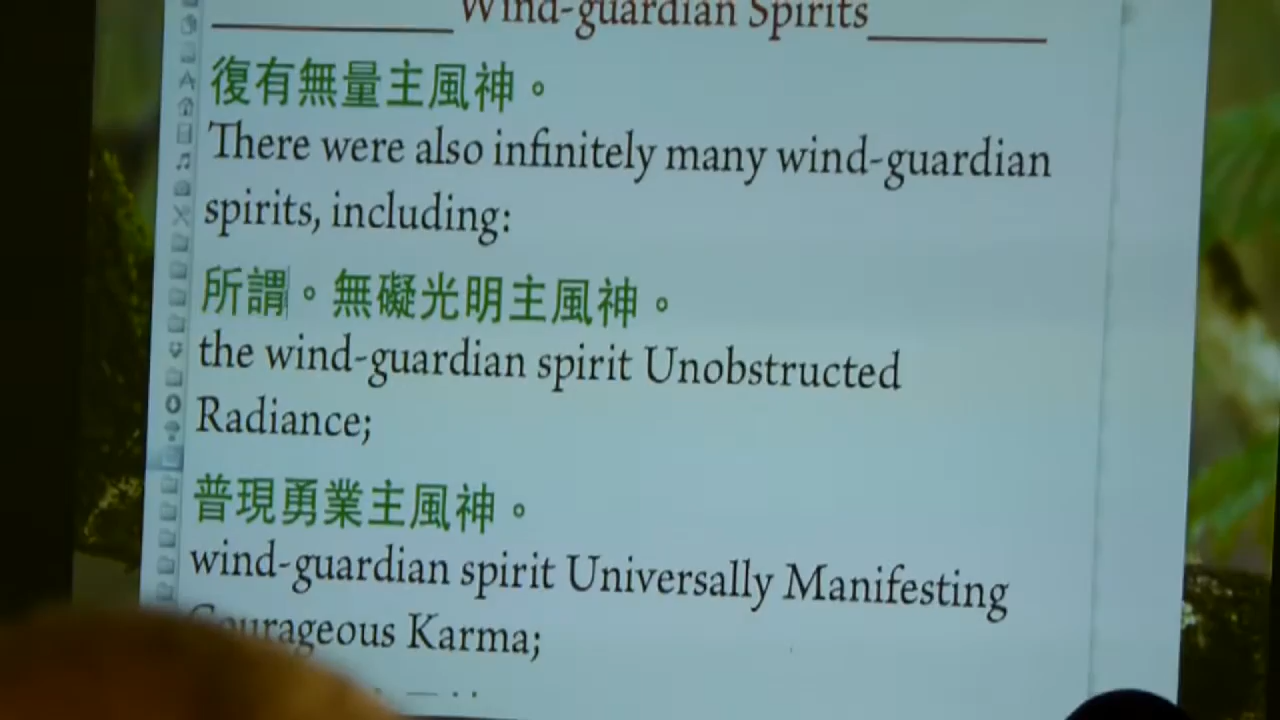 Wind-guardian Spirits
復有無量主風神。
There were also infinitely many wind-guardian
spirits, including:
所謂。無礙光明主風神。
the wind-guardian spirit Unobstructed
Radiance;
普現勇業主風神。
wind-guardian spirit Universally Manifesting
Courageous Karma;